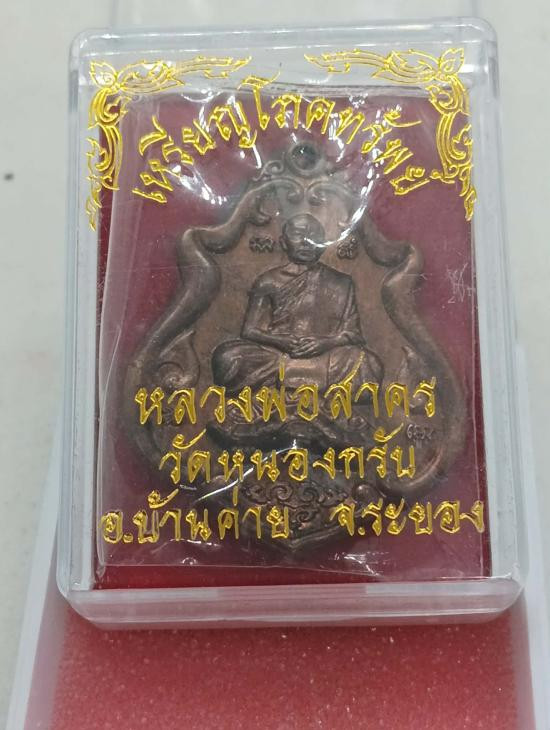 เหรียญโภคทรัพย์
หลวงพ่อสาคร
วัดหนองกรับ
อ.บ้านค่าย จ.ระยอง